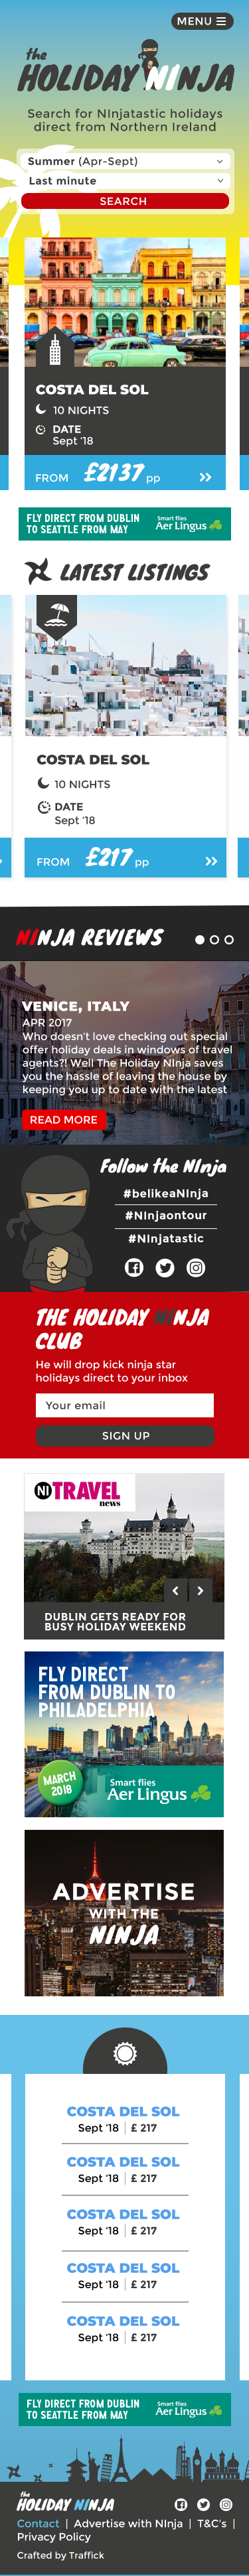 MENU
the
HOLIDAY NINJA
Search for NInjatastic holidays
direct from Northern Ireland
Summer (Apr-Sept)
Last minute
SEARCH
COSTA DEL SOL
10 NIGHTS
DATE
Sept '18
FROM £2137 pp
FLY DIRECT FROM DUBLIN
TO SEATTLE FROM MAY
Smart flies
Aer Lingus
LATEST LISTINGS
COSTA DEL SOL
10 NIGHTS
DATE
Sept '18
FROM £217 pp
NINJA REVIEWS
VENICE, ITALY
APR 2017
Who doesn't love checking out special
offer holiday deals in windows of travel
agents?! Well The Holiday NInja saves
you the hassle of leaving the house by
keeping you up to date with the latest
READ MORE
Follow the NInja
#belikeaNInja
#NInjaontour
#NInjatastic
THE HOLIDAY NINJA
CLUB
He will drop kick ninja star
holidays direct to your inbox
Your email
SIGN UP
NI TRAVEL
news
DUBLIN GETS READY FOR
BUSY HOLIDAY WEEKEND
FLY DIRECT
FROM DUBLIN TO
PHILADELPHIA
MARCH
2018
Smart flies
Aer Lingus
ADVERTISE
WITH THE
NINJA
COSTA DEL SOL
Sept '18 | £ 217
COSTA DEL SOL
Sept '18 | £ 217
COSTA DEL SOL
Sept '18 | £ 217
COSTA DEL SOL
Sept '18 | £ 217
COSTA DEL SOL
Sept '18 | £ 217
FLY DIRECT FROM DUBLIN
TO SEATTLE FROM MAY
Smart flies
Aer Lingus
the
HOLIDAY NINJA
Contact | Advertise with NInja | T&C's |
Privacy Policy
Crafted by Traffick